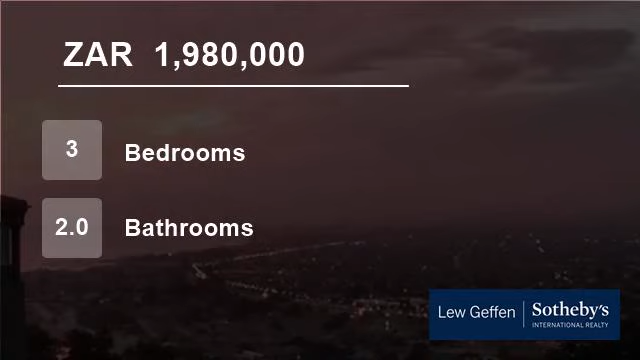 ZAR 1,980,000
3 Bedrooms
2.0 Bathrooms
Lew Geffen Sotheby's
INTERNATIONAL REALTY